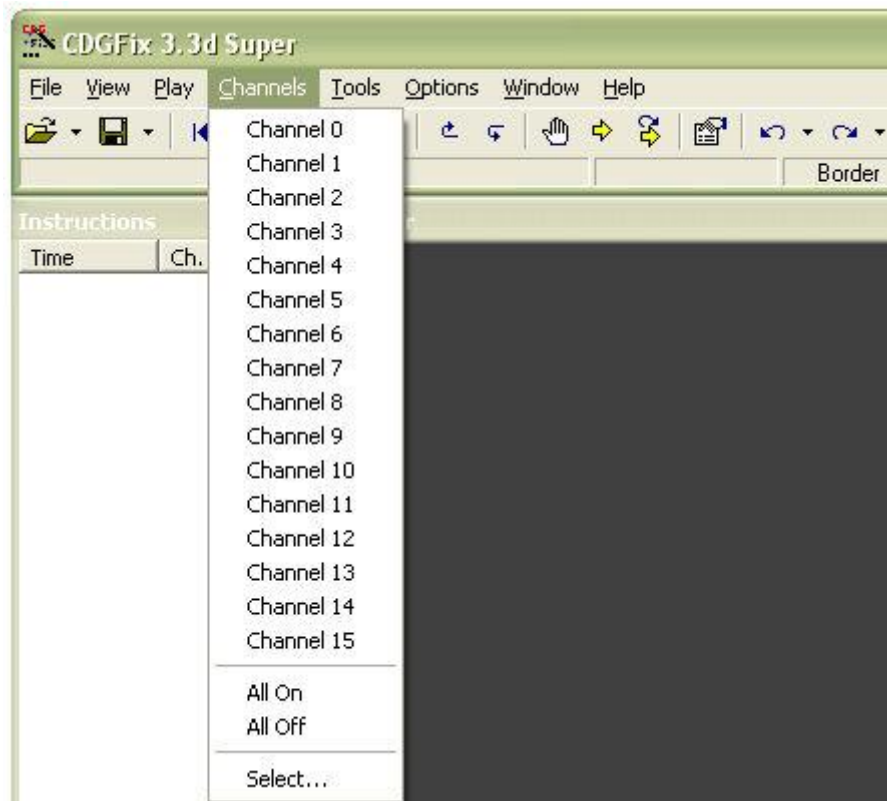 CDGFix 3.3d Super
File View Play Channels Tools Options Window Help
Border
Instructions
Time Ch.
Channel 0
Channel 1
Channel 2
Channel 3
Channel 4
Channel 5
Channel 6
Channel 7
Channel 8
Channel 9
Channel 10
Channel 11
Channel 12
Channel 13
Channel 14
Channel 15
All On
All Off
Select...